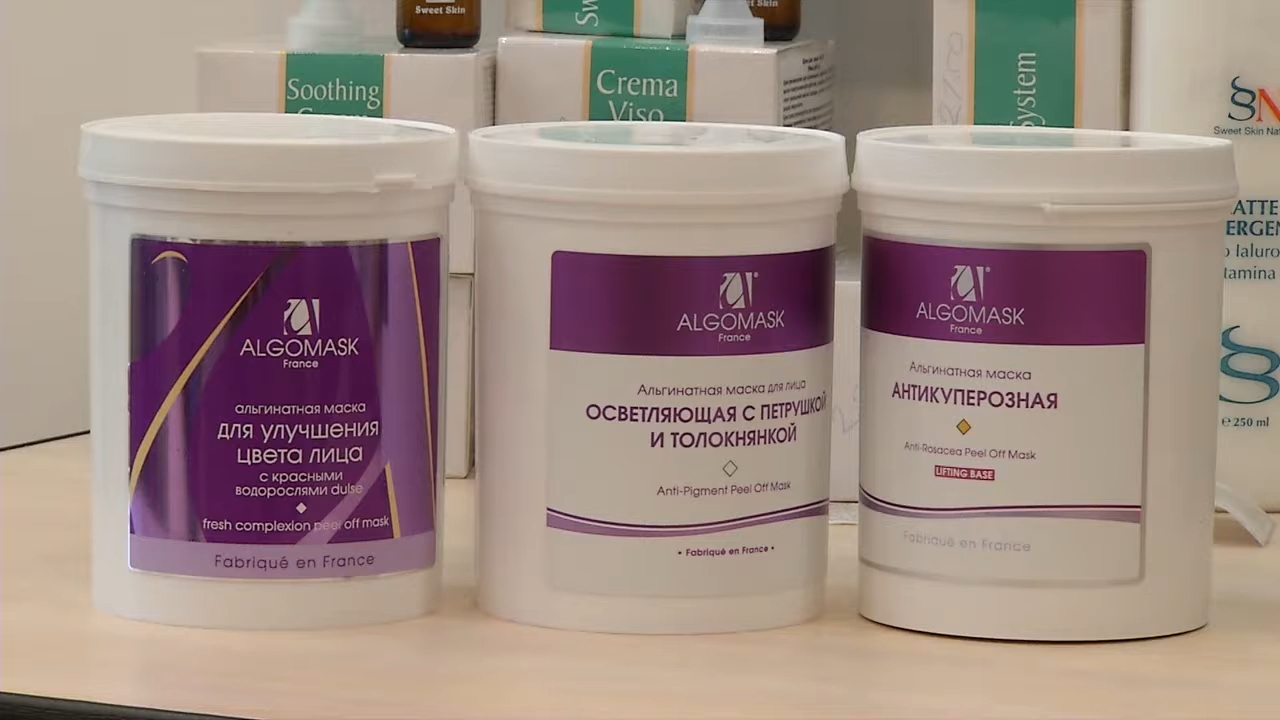 Sweet Skin
Skin
Soothing
Crema
Viso
System
Sweet Skin
ALGOMASK
France
альгинатная маска
для улучшения
цвета лица
с красными
водорослями dulse
fresh complexion peel off mask
Fabriqué en France
ALGOMASK
France
Альгинатная маска для лица
ОСВЕТЛЯЮЩАЯ С ПЕТРУШКОЙ
И ТОЛОКНЯНКОЙ
Anti-Pigment Peel Off Mask
• Fabriqué en France •
ALGOMASK
France
Альгинатная маска
АНТИКУПЕРОЗНАЯ
Anti-Rosacea Peel Off Mask
LIFTING BASE
Fabriqué en France
e 250 ml